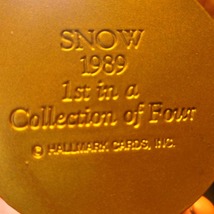 SNOW
1989
1st in a
Collection of Four
© HALLMARK CARDS, INC.